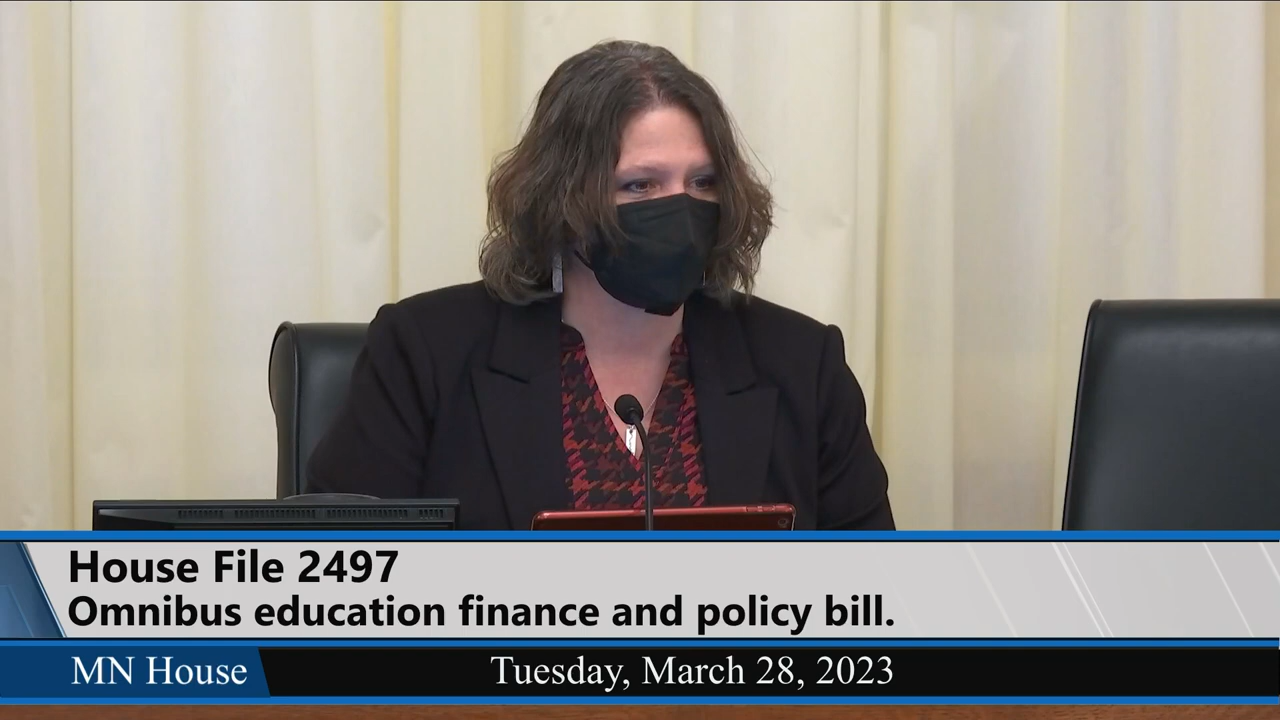 House File 2497
Omnibus education finance and policy bill.
MN House
Tuesday, March 28, 2023